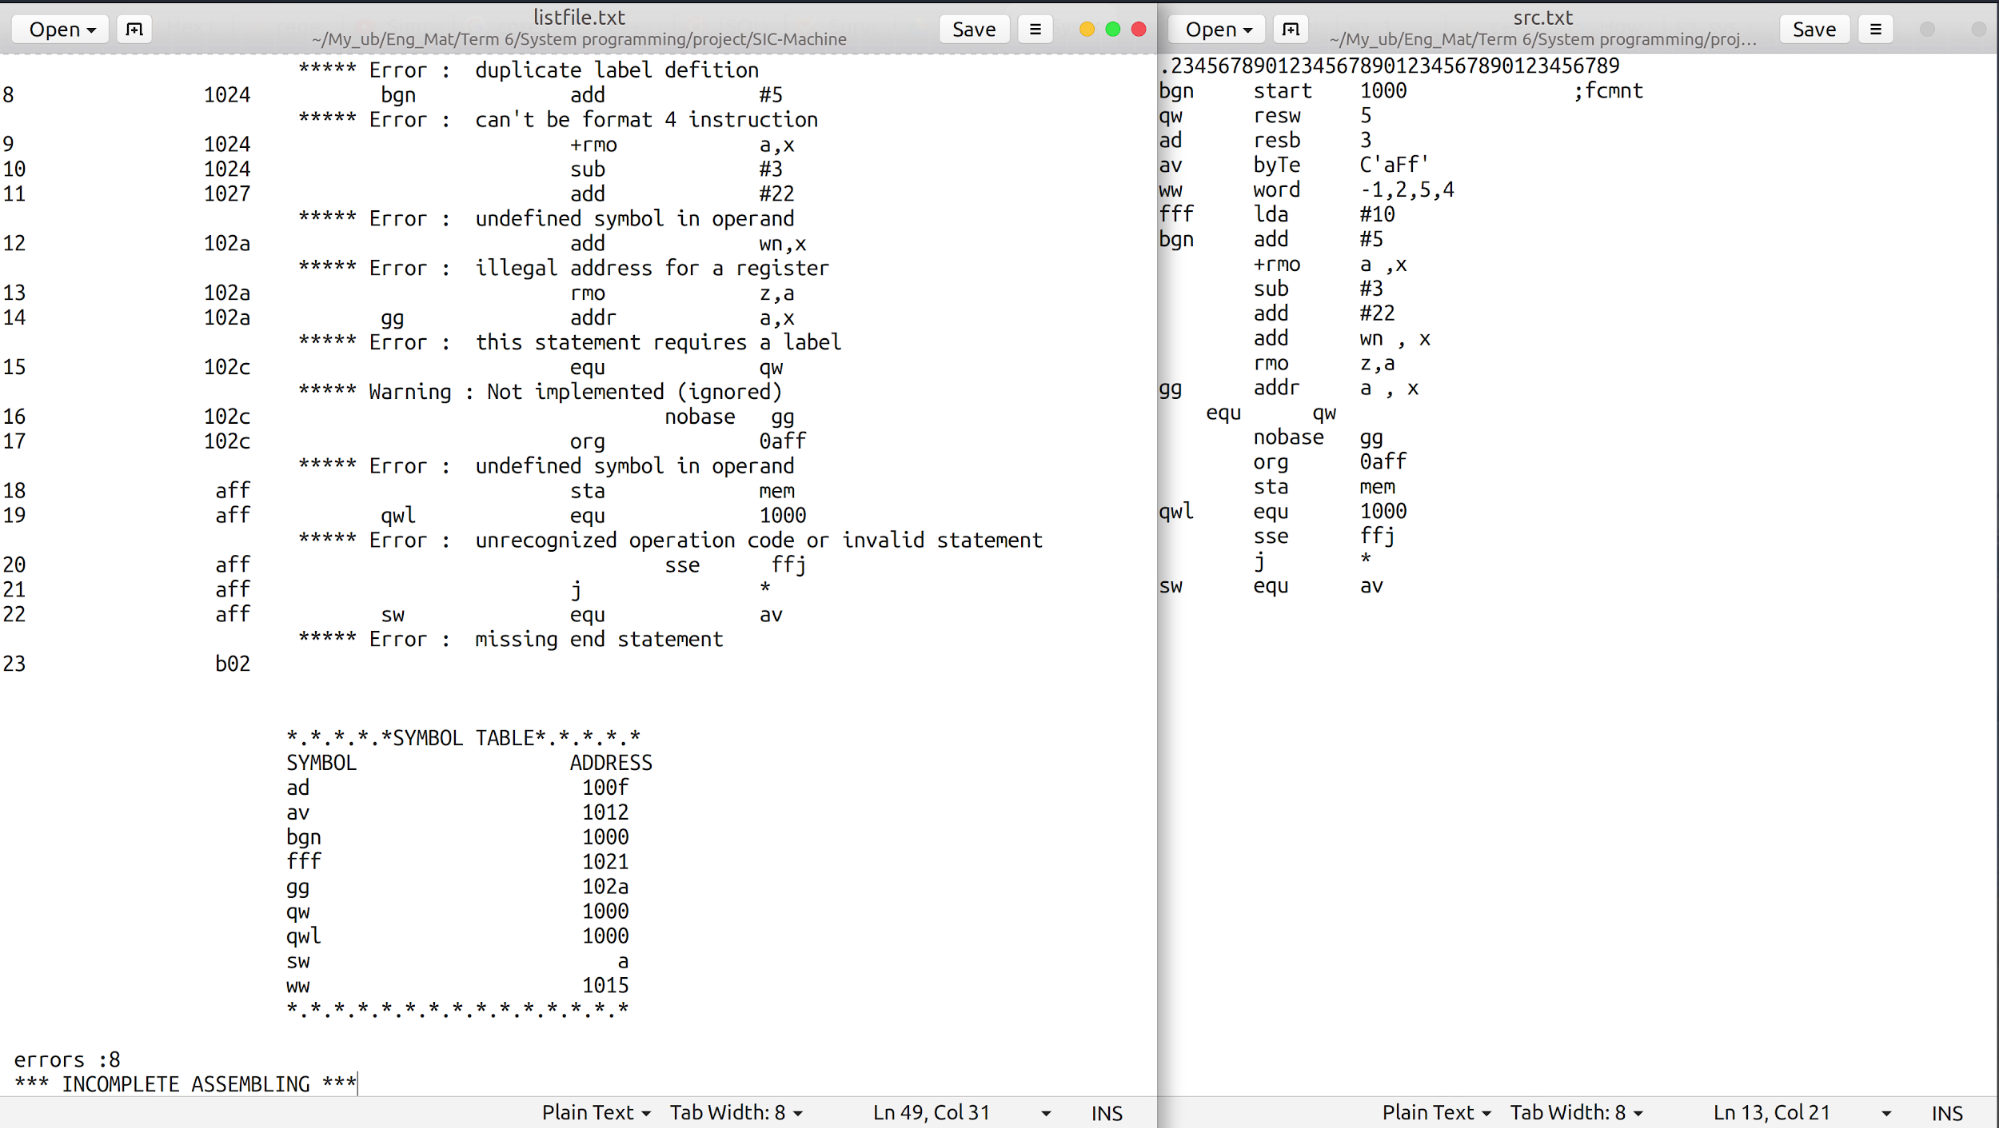 Open
listfile.txt
~/My_ub/Eng_Mat/Term 6/System programming/project/SIC-Machine
Save
***** Error :  duplicate label defition
8 1024 bgn add #5
***** Error :  can't be format 4 instruction
9 1024 +rmo a,x
10 1024 sub #3
11 1027 add #22
***** Error :  undefined symbol in operand
12 102a add wn,x
***** Error :  illegal address for a register
13 102a rmo z,a
14 102a gg addr a,x
***** Error :  this statement requires a label
15 102c equ qw
***** Warning : Not implemented (ignored)
16 102c nobase gg
17 102c org 0aff
***** Error :  undefined symbol in operand
18 aff sta mem
19 aff qwl equ 1000
***** Error :  unrecognized operation code or invalid statement
20 aff sse ffj
21 aff j *
22 aff sw equ av
***** Error :  missing end statement
23 b02
*.*.*.*.*SYMBOL TABLE*.*.*.*.*
SYMBOL ADDRESS
ad 100f
av 1012
bgn 1000
fff 1021
gg 102a
qw 1000
qwl 1000
sw a
ww 1015
*.*.*.*.*.*.*.*.*.*.*.*.*.*.*
errors :8
*** INCOMPLETE ASSEMBLING ***
Plain Text Tab Width: 8 Ln 49, Col 31 INS
Open
src.txt
~/My_ub/Eng_Mat/Term 6/System programming/proj…
Save
.23456789012345678901234567890123456789
bgn start 1000 ;fcmnt
qw resw 5
ad resb 3
av byTe C'aFf'
ww word -1,2,5,4
fff lda #10
bgn add #5
+rmo a ,x
sub #3
add #22
add wn , x
rmo z,a
gg addr a , x
equ qw
nobase gg
org 0aff
sta mem
qwl equ 1000
sse ffj
j *
sw equ av
Plain Text Tab Width: 8 Ln 13, Col 21 INS